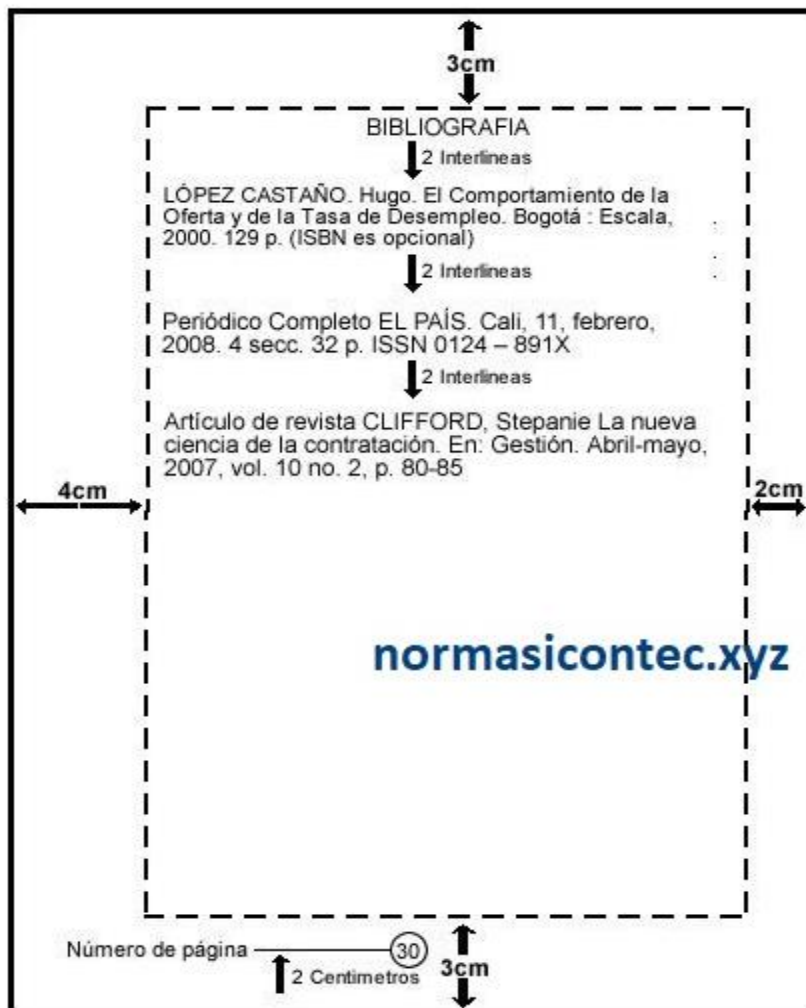 3cm
BIBLIOGRAFIA
2 Interlineas
LÓPEZ CASTAÑO. Hugo. El Comportamiento de la
Oferta y de la Tasa de Desempleo. Bogotá : Escala,
2000. 129 p. (ISBN es opcional)
2 Interlineas
Periódico Completo EL PAÍS. Cali, 11, febrero,
2008. 4 secc. 32 p. ISSN 0124 – 891X
2 Interlineas
Artículo de revista CLIFFORD, Stepanie La nueva
ciencia de la contratación. En: Gestión. Abril-mayo,
2007, vol. 10 no. 2, p. 80-85
4cm
2cm
normasicontec.xyz
Número de página
30
2 Centimetros
3cm